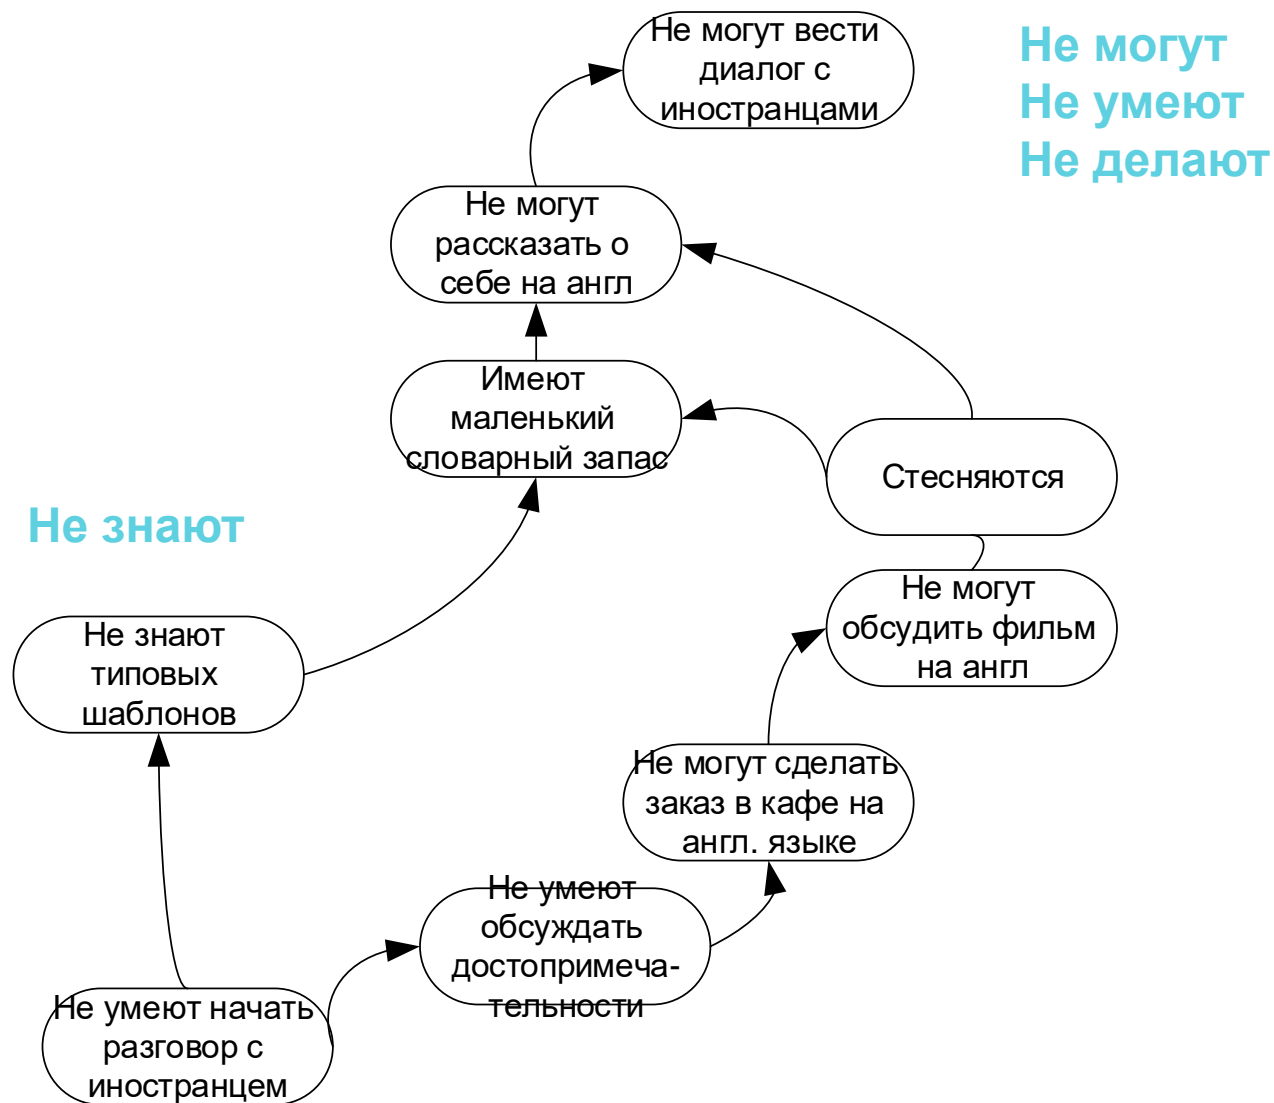 Не могут вести
диалог с
иностранцами
Не могут
Не умеют
Не делают
Не могут
рассказать о
себе на англ
Имеют
маленький
словарный запас
Стесняются
Не знают
Не могут
обсудить фильм
на англ
Не знают
типовых
шаблонов
Не могут сделать
заказ в кафе на
англ. языке
Не умеют
обсуждать
достопримеча-
тельности
Не умеют начать
разговор с
иностранцем